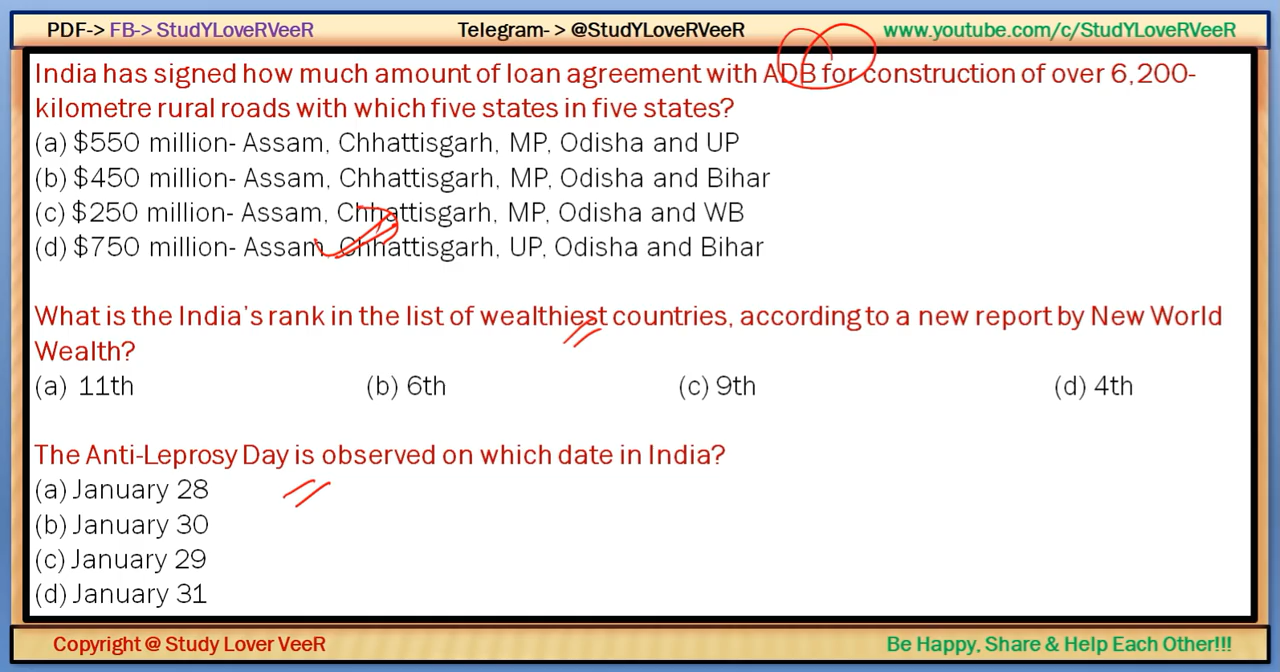 PDF-> FB-> StudYLoveRVeeR Telegram- > @StudYLoveRVeeR www.youtube.com/c/StudYLoveRVeeR
India has signed how much amount of loan agreement with ADB for construction of over 6,200-
kilometre rural roads with which five states in five states?
(a) $550 million- Assam, Chhattisgarh, MP, Odisha and UP
(b) $450 million- Assam, Chhattisgarh, MP, Odisha and Bihar
(c) $250 million- Assam, Chhattisgarh, MP, Odisha and WB
(d) $750 million- Assam, Chhattisgarh, UP, Odisha and Bihar
What is the India's rank in the list of wealthiest countries, according to a new report by New World
Wealth?
(a) 11th (b) 6th (c) 9th (d) 4th
The Anti-Leprosy Day is observed on which date in India?
(a) January 28
(b) January 30
(c) January 29
(d) January 31
Copyright @ Study Lover VeeR Be Happy, Share & Help Each Other!!!